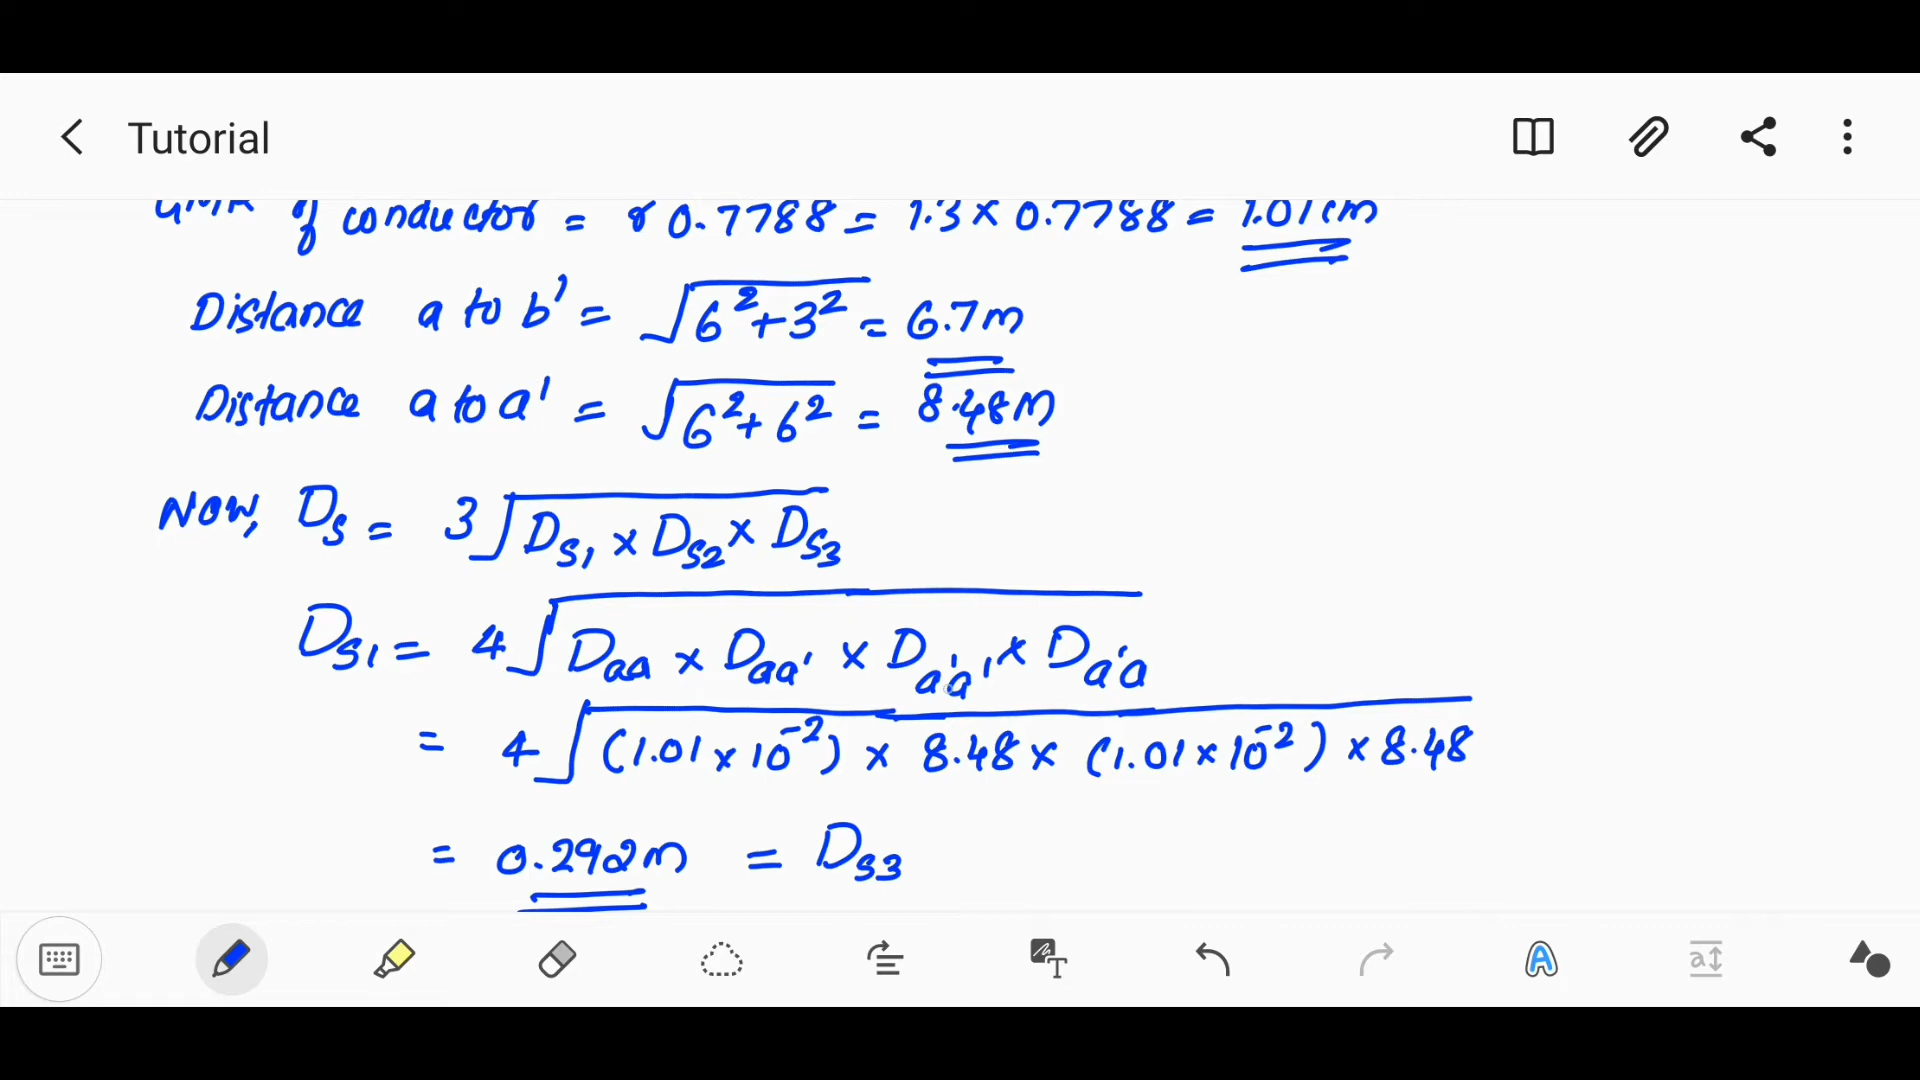 Tutorial
GMR of conductor = r 0.7788 = 1.3 × 0.7788 = 1.01 cm
Distance a to b' = √6²+3² = 6.7m
Distance a to a' = √6²+6² = 8.48m
Now, Ds = 3√Ds1 × Ds2 × Ds3
Ds1 = 4√Daa × Daa' × Da'a' × Da'a
= 4√(1.01 × 10⁻²) × 8.48 × (1.01 × 10⁻²) × 8.48
= 0.292m = Ds3
T
A
a